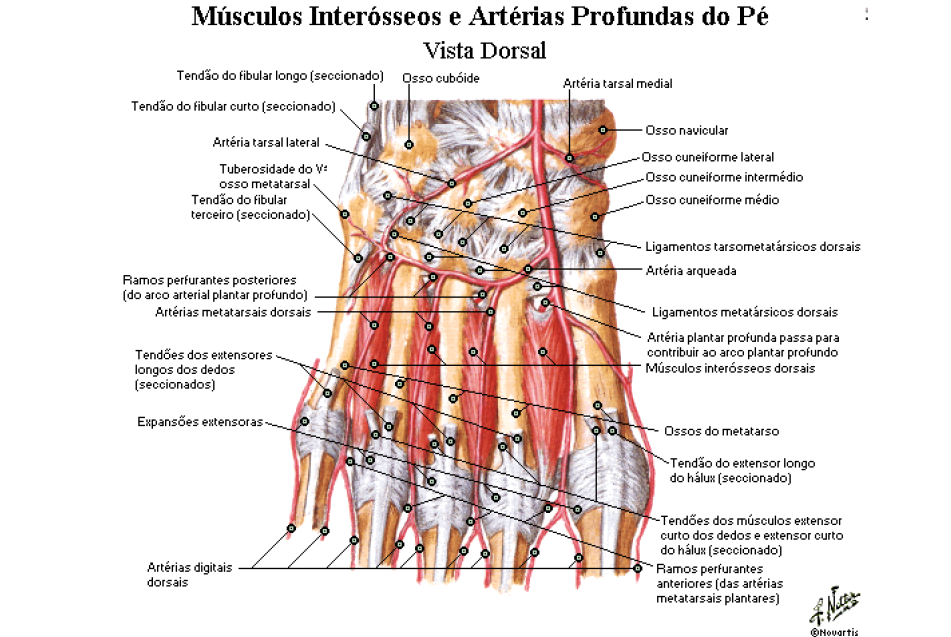 Músculos Interósseos e Artérias Profundas do Pé
Vista Dorsal
Tendão do fibular longo (seccionado)
Osso cubóide
Artéria tarsal medial
Tendão do fibular curto (seccionado)
Osso navicular
Artéria tarsal lateral
Osso cuneiforme lateral
Tuberosidade do Vº
osso metatarsal
Osso cuneiforme intermédio
Tendão do fibular
terceiro (seccionado)
Osso cuneiforme médio
Ligamentos tarsometatársicos dorsais
Artéria arqueada
Ramos perfurantes posteriores
(do arco arterial plantar profundo)
Artérias metatarsais dorsais
Ligamentos metatársicos dorsais
Artéria plantar profunda passa para
contribuir ao arco plantar profundo
Tendões dos extensores
longos dos dedos
(seccionados)
Músculos interósseos dorsais
Expansões extensoras
Ossos do metatarso
Tendão do extensor longo
do hálux (seccionado)
Tendões dos músculos extensor
curto dos dedos e extensor curto
do hálux (seccionado)
Artérias digitais
dorsais
Ramos perfurantes
anteriores (das artérias
metatarsais plantares)
F. Netter
©Novartis